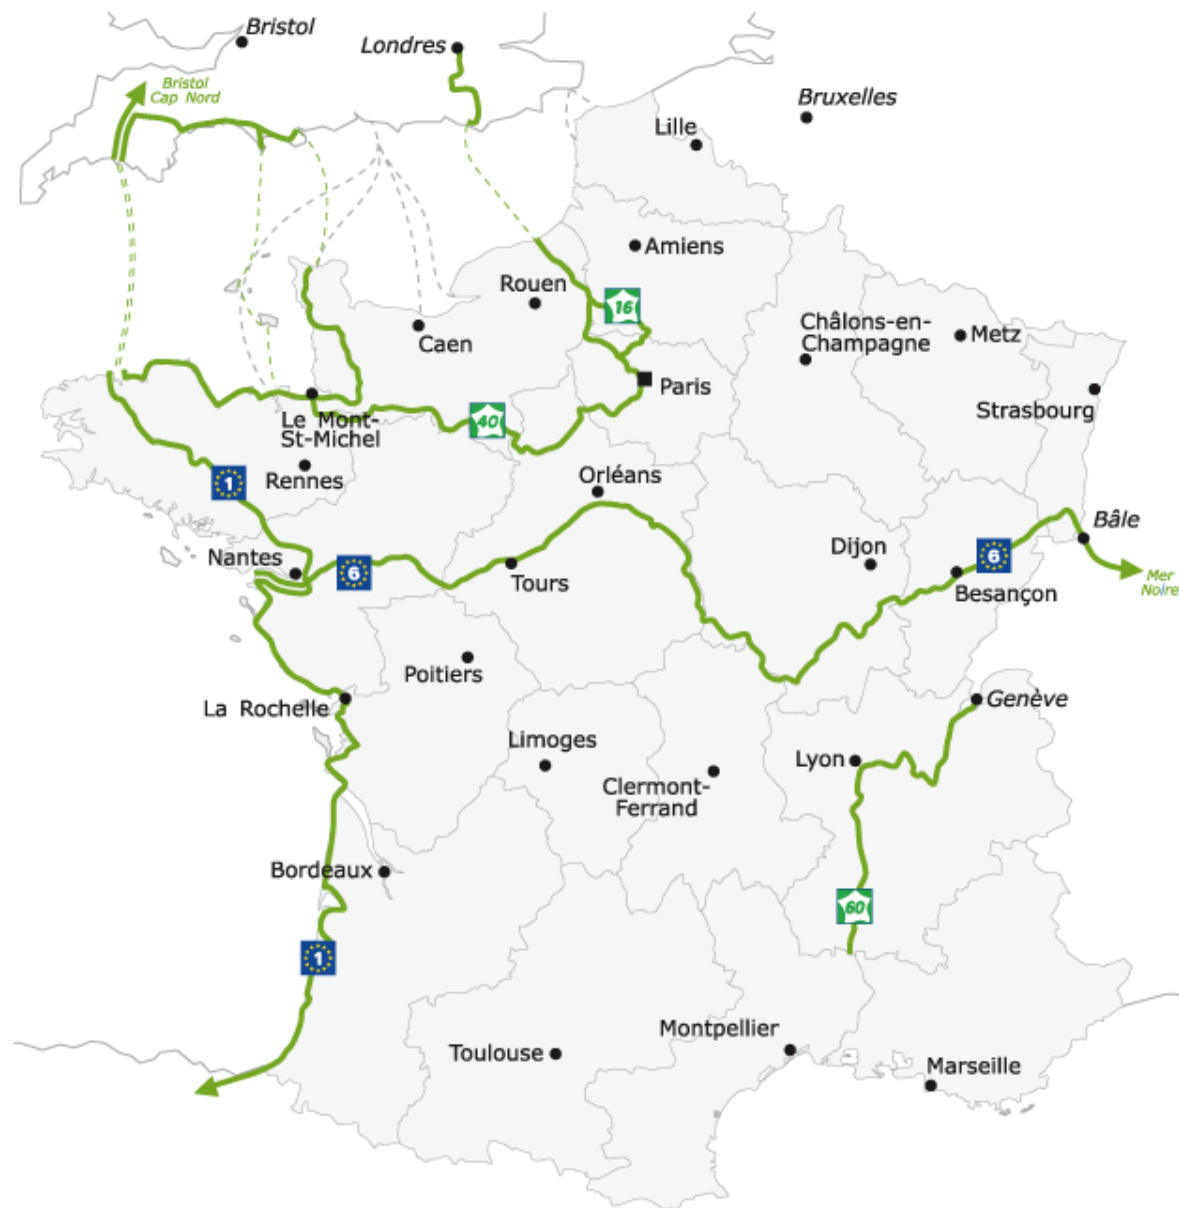 Bristol
Londres
Bristol
Cap Nord
Bruxelles
Lille
Amiens
Rouen
16
Caen
Châlons-en-
Champagne
Metz
Paris
Strasbourg
Le Mont-
St-Michel
40
Rennes
1
Orléans
Nantes
6
Tours
Dijon
6
Bâle
Besançon
Mer
Noire
Poitiers
La Rochelle
Genève
Limoges
Lyon
Clermont-
Ferrand
Bordeaux
60
1
Toulouse
Montpellier
Marseille